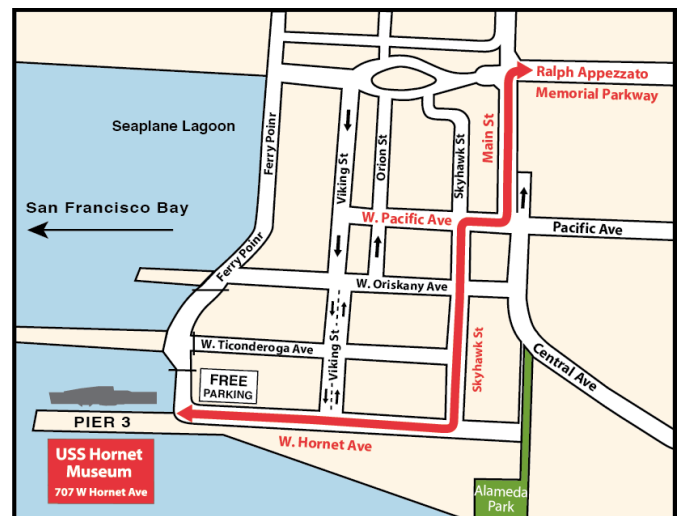 Ralph Appezzato
Memorial Parkway
Main St
Seaplane Lagoon
Ferry Poinr
Viking St
Orion St
Skyhawk St
San Francisco Bay
W. Pacific Ave
Pacific Ave
Ferry Poinr
W. Oriskany Ave
W. Ticonderoga Ave
Viking St
Skyhawk St
Central Ave
FREE
PARKING
PIER 3
W. Hornet Ave
USS Hornet
Museum
707 W Hornet Ave
Alameda
Park